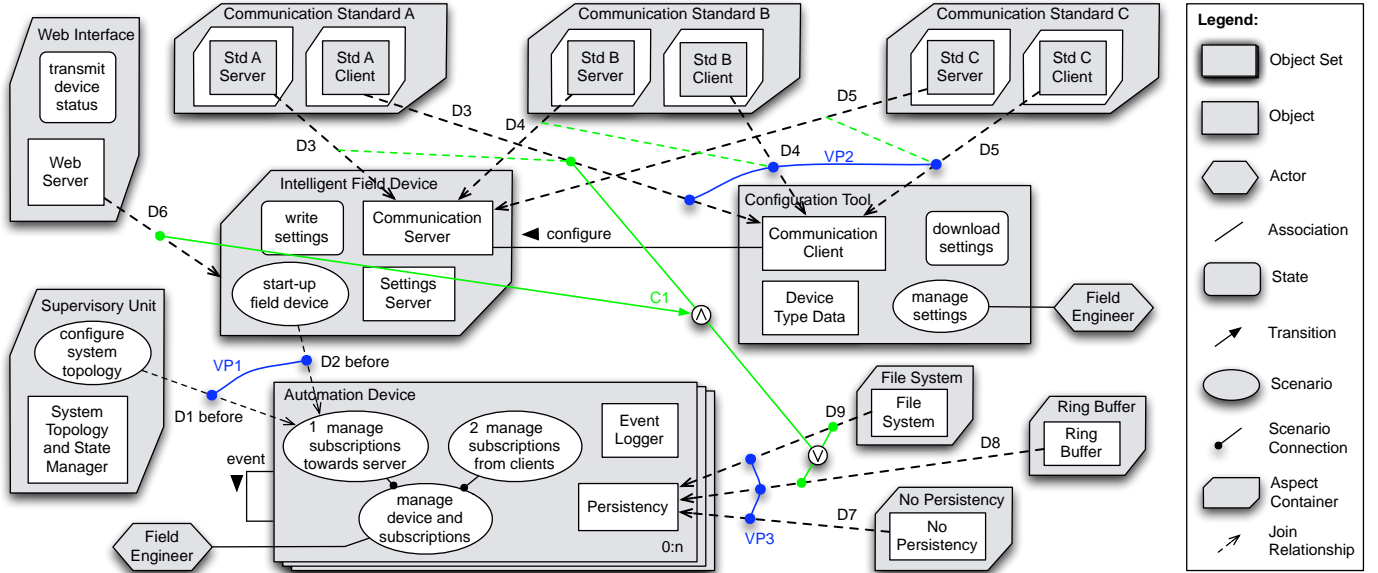 Communication Standard A
Communication Standard B
Communication Standard C
Legend:
Web Interface
transmit
device
status
Web
Server
Std A
Server
Std A
Client
Std B
Server
Std B
Client
Std C
Server
Std C
Client
Object Set
Object
Actor
Association
State
Transition
Scenario
Scenario
Connection
Aspect
Container
Join
Relationship
D3
D3
D4
D4
D5
D5
VP2
D6
Intelligent Field Device
write
settings
Communication
Server
start-up
field device
Settings
Server
configure
Configuration Tool
Communication
Client
download
settings
Device
Type Data
manage
settings
Field
Engineer
C1
∧
Supervisory Unit
configure
system
topology
System
Topology
and State
Manager
VP1
D1 before
D2 before
Automation Device
1 manage
subscriptions
towards server
2 manage
subscriptions
from clients
Event
Logger
event
manage
device and
subscriptions
Persistency
0:n
Field
Engineer
File System
File
System
D9
∨
Ring Buffer
Ring
Buffer
D8
No Persistency
No
Persistency
D7
VP3